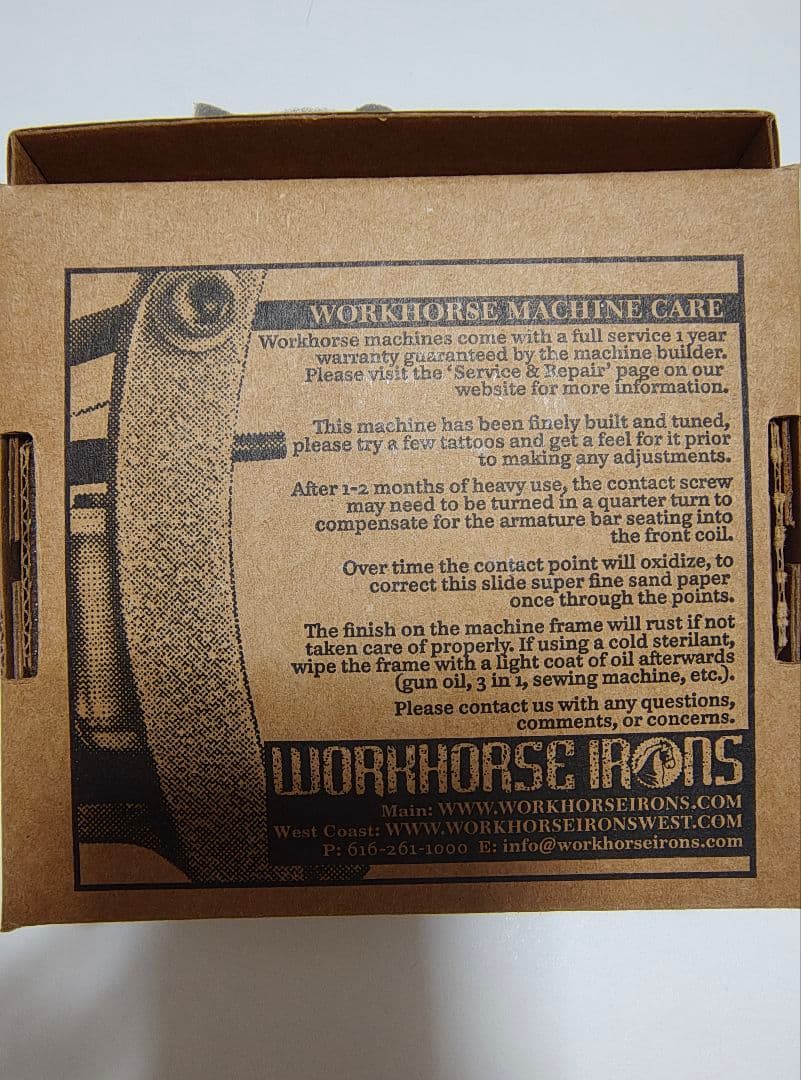 WORKHORSE MACHINE CARE
Workhorse machines come with a full service 1 year
warranty guaranteed by the machine builder.
Please visit the ‘Service & Repair’ page on our
website for more information.
This machine has been finely built and tuned,
please try a few tattoos and get a feel for it prior
to making any adjustments.
After 1-2 months of heavy use, the contact screw
may need to be turned in a quarter turn to
compensate for the armature bar seating into
the front coil.
Over time the contact point will oxidize, to
correct this slide super fine sand paper
once through the points.
The finish on the machine frame will rust if not
taken care of properly. If using a cold sterilant,
wipe the frame with a light coat of oil afterwards
(gun oil, 3 in 1, sewing machine, etc.).
Please contact us with any questions,
comments, or concerns.
WORKHORSE IRONS
Main: WWW.WORKHORSEIRONS.COM
West Coast: WWW.WORKHORSEIRONSWEST.COM
P: 616-261-1000 E: info@workhorseirons.com